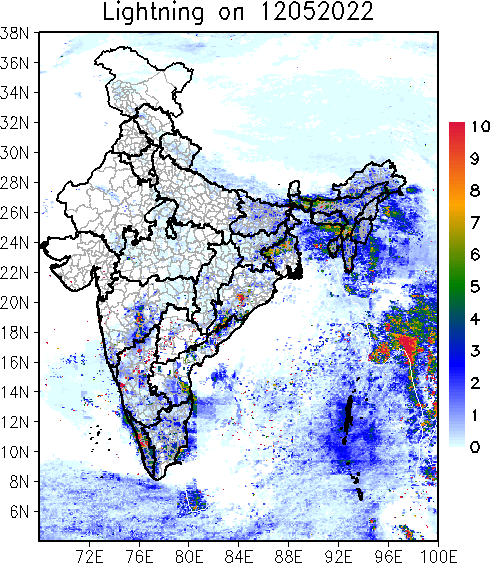 Lightning on 12052022
38N
36N
34N
32N
30N
28N
26N
24N
22N
20N
18N
16N
14N
12N
10N
8N
6N
72E 76E 80E 84E 88E 92E 96E 100E
10
9
8
7
6
5
4
3
2
1
0